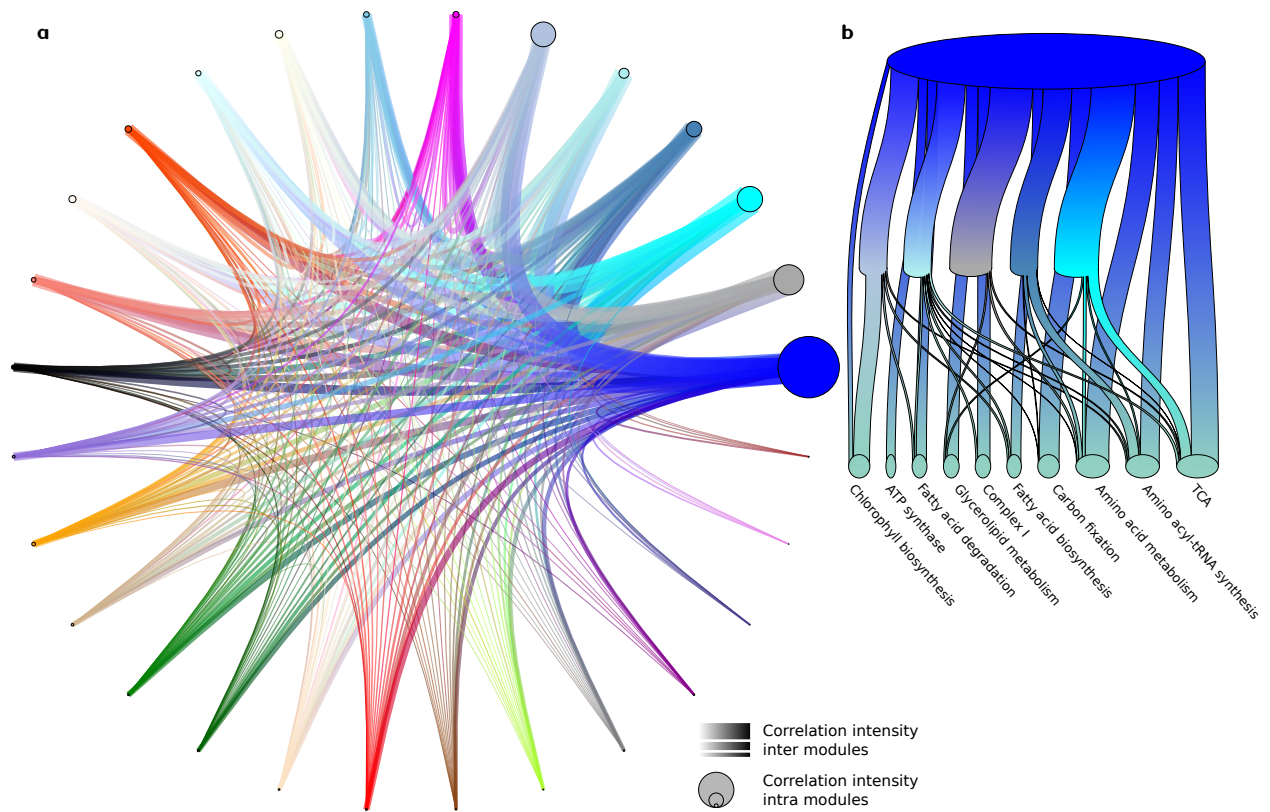 a
b
Chlorophyll biosynthesis
ATP synthase
Fatty acid degradation
Glycerolipid metabolism
Complex I
Fatty acid biosynthesis
Carbon fixation
Amino acid metabolism
Amino acyl-tRNA synthesis
TCA
Correlation intensity
inter modules
Correlation intensity
intra modules